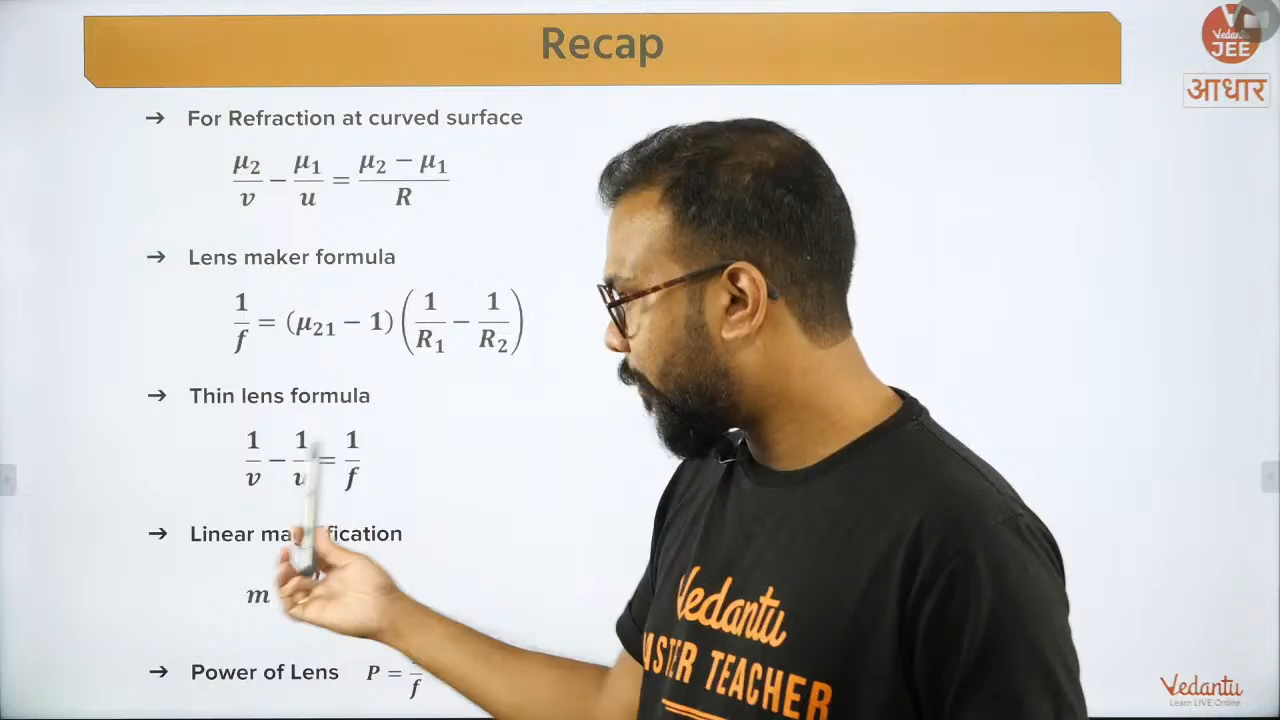 Recap
Vedantu
JEE
आधार
➔ For Refraction at curved surface
μ₂/v − μ₁/u = (μ₂ − μ₁)/R
➔ Lens maker formula
1/f = (μ₂₁ − 1)(1/R₁ − 1/R₂)
➔ Thin lens formula
1/v − 1/u = 1/f
➔ Linear
m
➔ Power of Lens P = /f
Vedantu
MASTER TEACHER
Vedantu
Learn LIVE Online